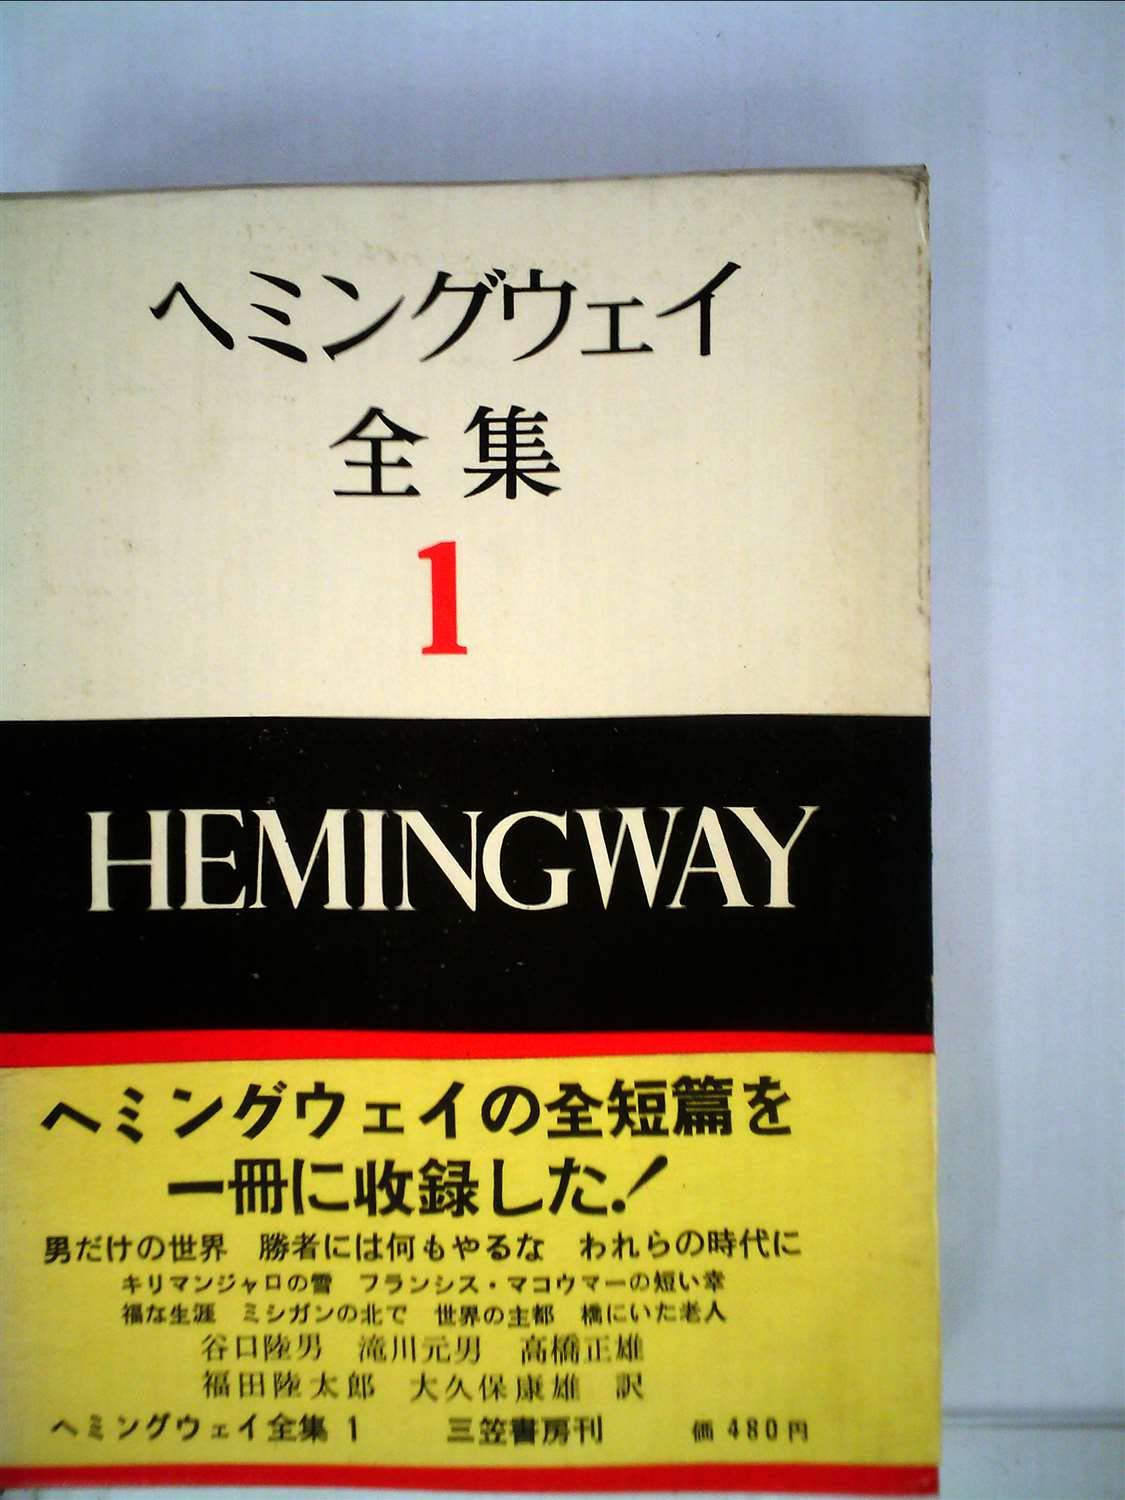 ヘミングウェイ
全集
1
HEMINGWAY
ヘミングウェイの全短篇を
一冊に収録した!
男だけの世界 勝者には何もやるな われらの時代に
キリマンジャロの雪 フランシス・マコウマーの短い幸
福な生涯 ミシガンの北で 世界の主都 橋にいた老人
谷口陸男 滝川元男 高橋正雄
福田陸太郎 大久保康雄 訳
ヘミングウェイ全集 1 三笠書房刊 価 480円